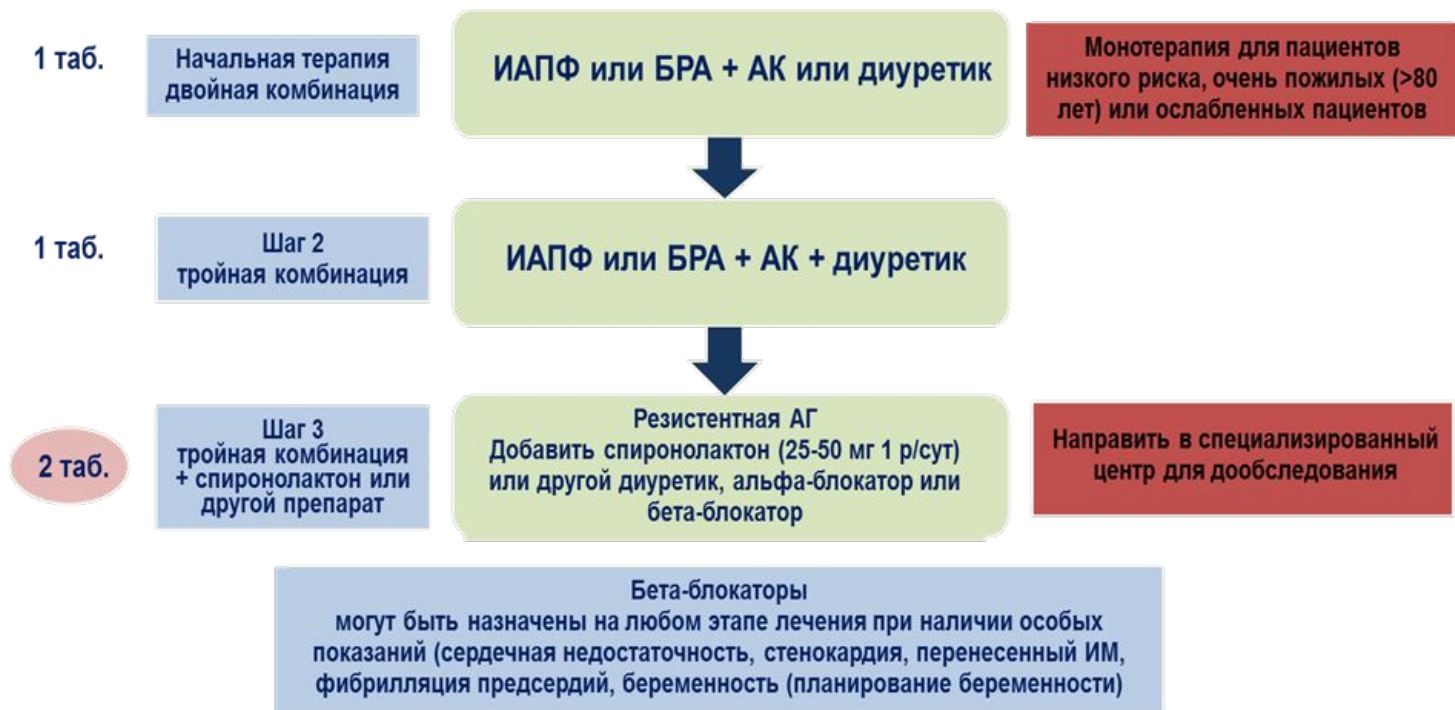 1 таб.
Начальная терапия
двойная комбинация
ИАПФ или БРА + АК или диуретик
Монотерапия для пациентов
низкого риска, очень пожилых (>80
лет) или ослабленных пациентов
1 таб.
Шаг 2
тройная комбинация
ИАПФ или БРА + АК + диуретик
2 таб.
Шаг 3
тройная комбинация
+ спиронолактон или
другой препарат
Резистентная АГ
Добавить спиронолактон (25-50 мг 1 р/сут)
или другой диуретик, альфа-блокатор или
бета-блокатор
Направить в специализированный
центр для дообследования
Бета-блокаторы
могут быть назначены на любом этапе лечения при наличии особых
показаний (сердечная недостаточность, стенокардия, перенесенный ИМ,
фибрилляция предсердий, беременность (планирование беременности)